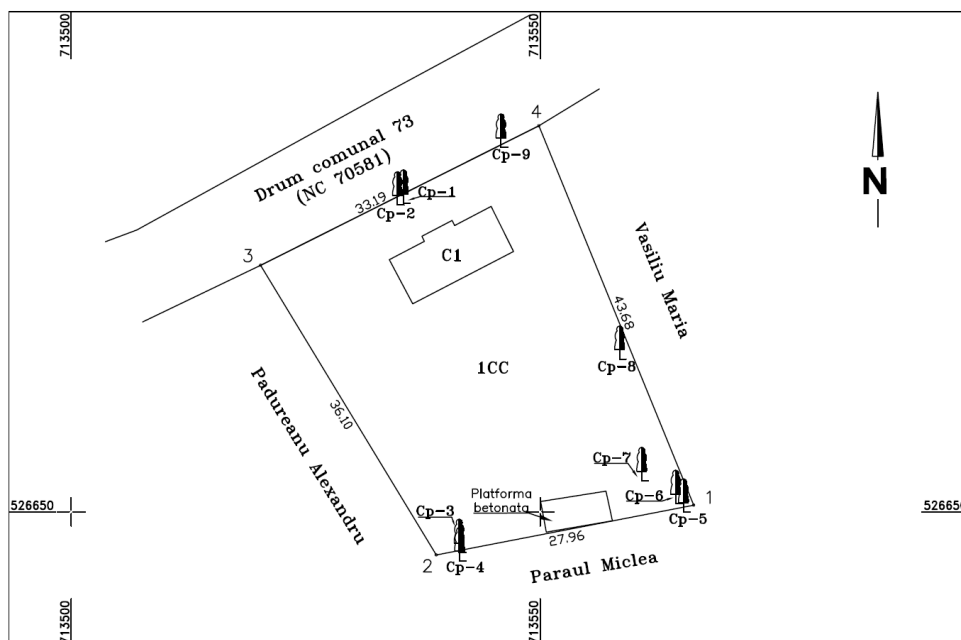 713500
713550
4
Drum comunal 73
(NC 70581)
Cp-9
N
33.19
Cp-1
Cp-2
3
C1
Vasiliu Maria
43.68
Cp-8
1CC
Padureanu Alexandru
36.10
Cp-7
Platforma
betonata
Cp-6
1
526650
526650
Cp-3
Cp-5
27.96
2
Cp-4
Paraul Miclea
713500
713550